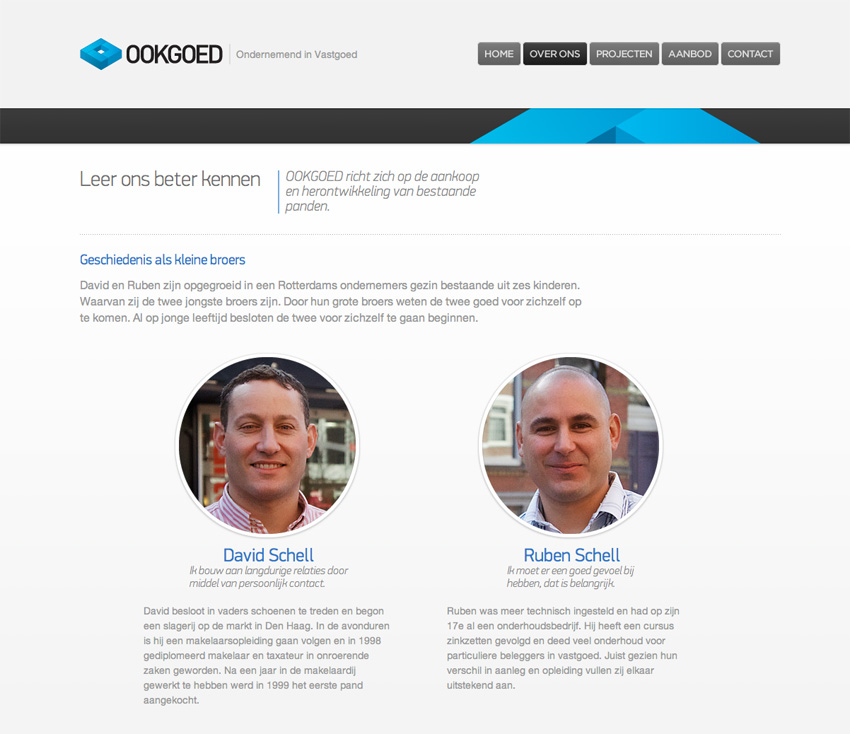 OOKGOED
Ondernemend in Vastgoed
HOME
OVER ONS
PROJECTEN
AANBOD
CONTACT
Leer ons beter kennen
OOKGOED richt zich op de aankoop
en herontwikkeling van bestaande
panden.
Geschiedenis als kleine broers
David en Ruben zijn opgegroeid in een Rotterdams ondernemers gezin bestaande uit zes kinderen.
Waarvan zij de twee jongste broers zijn. Door hun grote broers weten de twee goed voor zichzelf op
te komen. Al op jonge leeftijd besloten de twee voor zichzelf te gaan beginnen.
David Schell
Ik bouw aan langdurige relaties door
middel van persoonlijk contact.
David besloot in vaders schoenen te treden en begon
een slagerij op de markt in Den Haag. In de avonduren
is hij een makelaarsopleiding gaan volgen en in 1998
gediplomeerd makelaar en taxateur in onroerende
zaken geworden. Na een jaar in de makelaardij
gewerkt te hebben werd in 1999 het eerste pand
aangekocht.
Ruben Schell
Ik moet er een goed gevoel bij
hebben, dat is belangrijk.
Ruben was meer technisch ingesteld en had op zijn
17e al een onderhoudsbedrijf. Hij heeft een cursus
zinkzetten gevolgd en deed veel onderhoud voor
particuliere beleggers in vastgoed. Juist gezien hun
verschil in aanleg en opleiding vullen zij elkaar
uitstekend aan.